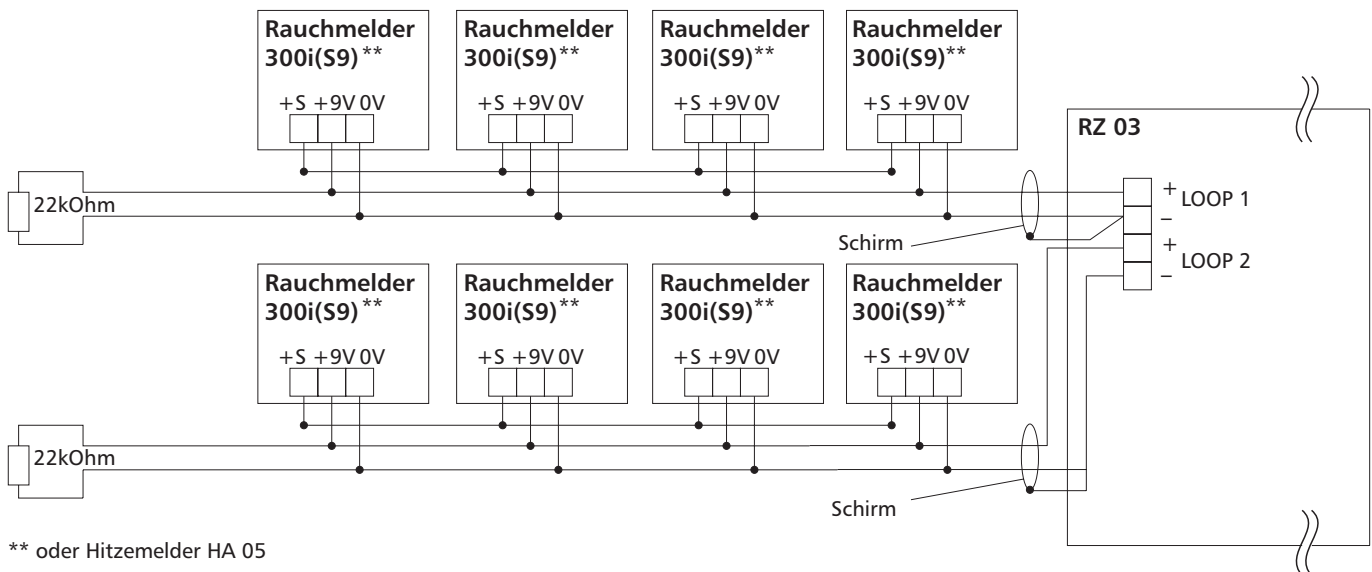 Rauchmelder Rauchmelder Rauchmelder Rauchmelder
300i(S9)** 300i(S9)** 300i(S9)** 300i(S9)**
+S +9V 0V +S +9V 0V +S +9V 0V +S +9V 0V
RZ 03
22kOhm
+ LOOP 1
–
Schirm
+ LOOP 2
–
Rauchmelder Rauchmelder Rauchmelder Rauchmelder
300i(S9)** 300i(S9)** 300i(S9)** 300i(S9)**
+S +9V 0V +S +9V 0V +S +9V 0V +S +9V 0V
22kOhm
Schirm
** oder Hitzemelder HA 05